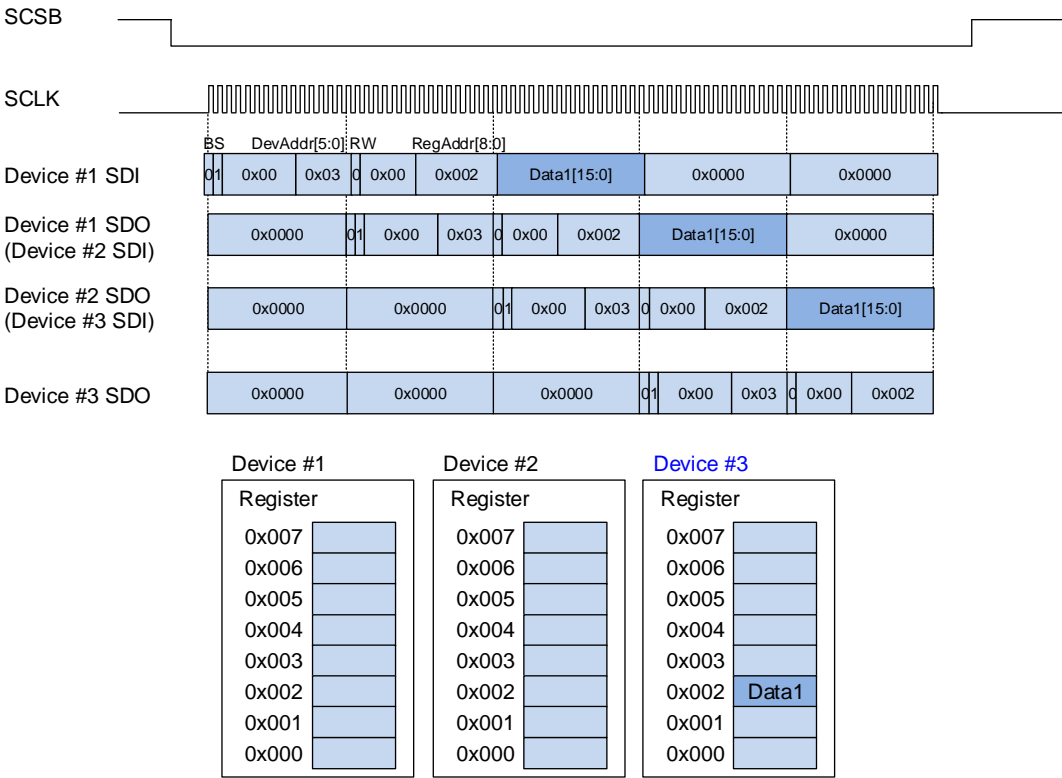 SCSB
SCLK
BS DevAddr[5:0] RW RegAddr[8:0]
Device #1 SDI 0 1 0x00 0x03 0 0x00 0x002 Data1[15:0] 0x0000 0x0000
Device #1 SDO
(Device #2 SDI) 0x0000 0 1 0x00 0x03 0 0x00 0x002 Data1[15:0] 0x0000
Device #2 SDO
(Device #3 SDI) 0x0000 0x0000 0 1 0x00 0x03 0 0x00 0x002 Data1[15:0]
Device #3 SDO 0x0000 0x0000 0x0000 0 1 0x00 0x03 0 0x00 0x002
Device #1 Device #2 Device #3
Register Register Register
0x007 0x007 0x007
0x006 0x006 0x006
0x005 0x005 0x005
0x004 0x004 0x004
0x003 0x003 0x003
0x002 0x002 0x002 Data1
0x001 0x001 0x001
0x000 0x000 0x000